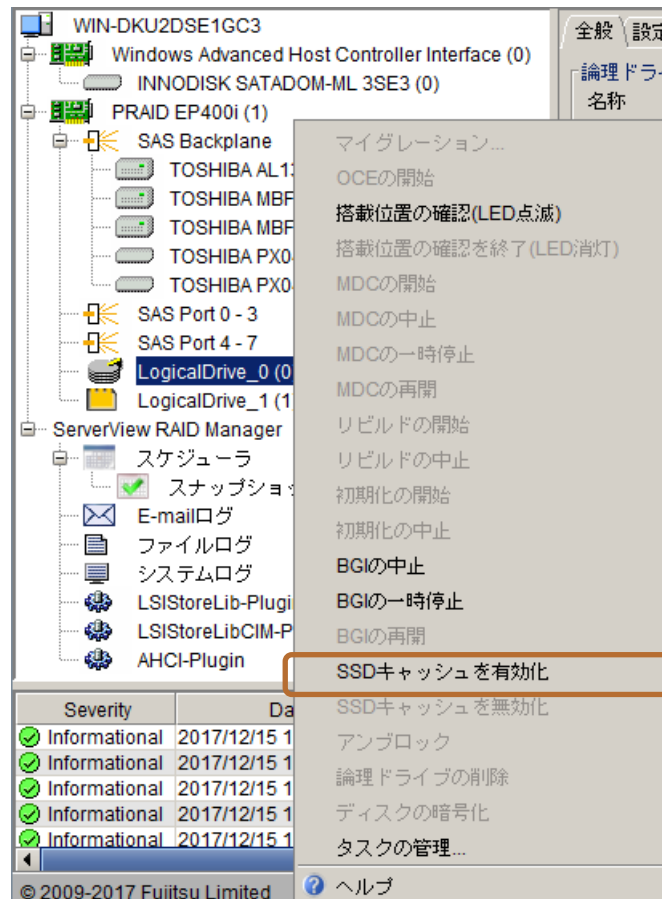 WIN-DKU2DSE1GC3
Windows Advanced Host Controller Interface (0)
INNODISK SATADOM-ML 3SE3 (0)
PRAID EP400i (1)
SAS Backplane
TOSHIBA AL13
TOSHIBA MBF
TOSHIBA MBF
TOSHIBA PX0
TOSHIBA PX0
SAS Port 0 - 3
SAS Port 4 - 7
LogicalDrive_0 (0
LogicalDrive_1 (1
ServerView RAID Manager
スケジューラ
スナップショ
E-mailログ
ファイルログ
システムログ
LSIStoreLib-Plugi
LSIStoreLibCIM-P
AHCI-Plugin
全般 設定
論理ドラ
名称
マイグレーション...
OCEの開始
搭載位置の確認(LED点滅)
搭載位置の確認を終了(LED消灯)
MDCの開始
MDCの中止
MDCの一時停止
MDCの再開
リビルドの開始
リビルドの中止
初期化の開始
初期化の中止
BGIの中止
BGIの一時停止
BGIの再開
SSDキャッシュを有効化
SSDキャッシュを無効化
アンブロック
論理ドライブの削除
ディスクの暗号化
タスクの管理...
ヘルプ
Severity Da
Informational 2017/12/15 1
Informational 2017/12/15 1
Informational 2017/12/15 1
Informational 2017/12/15 1
Informational 2017/12/15 1
© 2009-2017 Fujitsu Limited